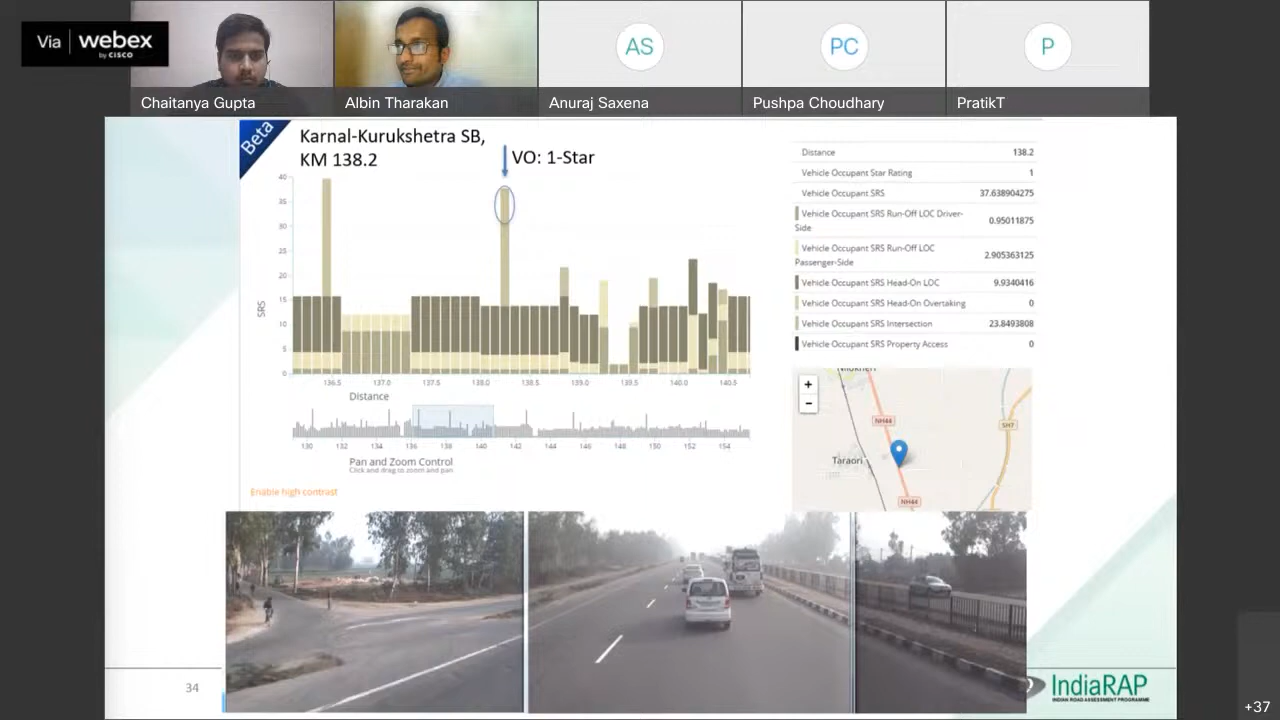 Via webex
by CISCO
AS
PC
P
Chaitanya Gupta
Albin Tharakan
Anuraj Saxena
Pushpa Choudhary
PratikT
Beta
Karnal-Kurukshetra SB,
KM 138.2
VO: 1-Star
40
35
30
25
20
15
10
5
0
SRS
136.5 137.0 137.5 138.0 138.5 139.0 139.5 140.0 140.5
Distance
130 132 134 136 138 140 142 144 146 148 150 152 154
Pan and Zoom Control
Click and drag to zoom and pan
Enable high contrast
Distance 138.2
Vehicle Occupant Star Rating 1
Vehicle Occupant SRS 37.638904275
Vehicle Occupant SRS Run-Off LOC Driver-
Side 0.95011875
Vehicle Occupant SRS Run-Off LOC
Passenger-Side 2.905363125
Vehicle Occupant SRS Head-On LOC 9.9340416
Vehicle Occupant SRS Head-On Overtaking 0
Vehicle Occupant SRS Intersection 23.8493808
Vehicle Occupant SRS Property Access 0
+
-
NH44
SH7
Taraori
NH44
34
IndiaRAP
INDIAN ROAD ASSESSMENT PROGRAMME
+37